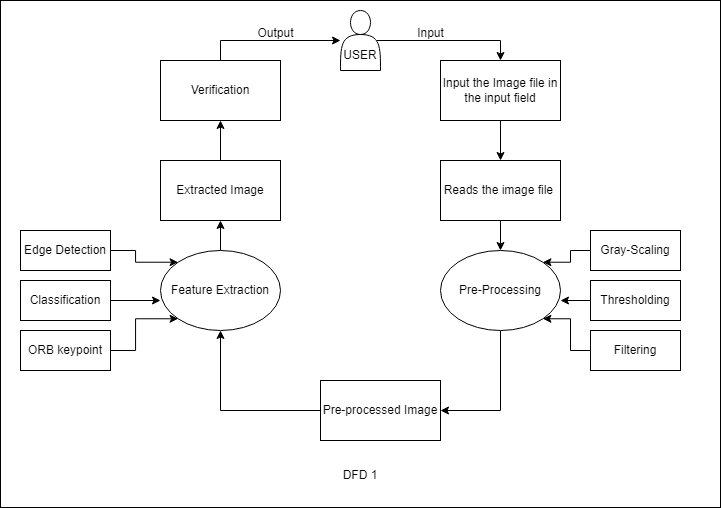 Output
USER
Input
Verification
Input the Image file in
the input field
Extracted Image
Reads the image file
Edge Detection
Classification
ORB keypoint
Feature Extraction
Pre-Processing
Gray-Scaling
Thresholding
Filtering
Pre-processed Image
DFD 1